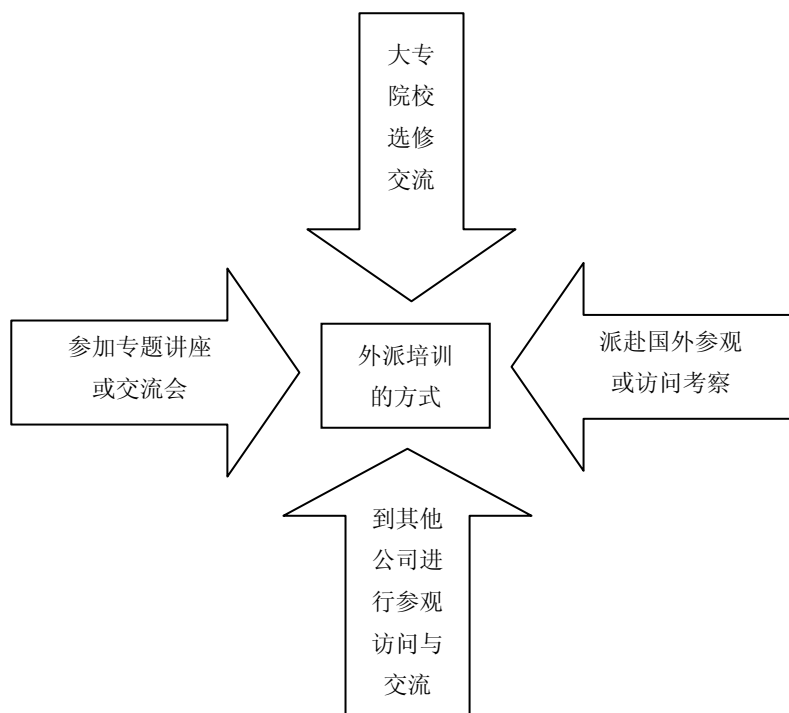 大专
院校
选修
交流
参加专题讲座
或交流会
外派培训
的方式
派赴国外参观
或访问考察
到其他
公司进
行参观
访问与
交流